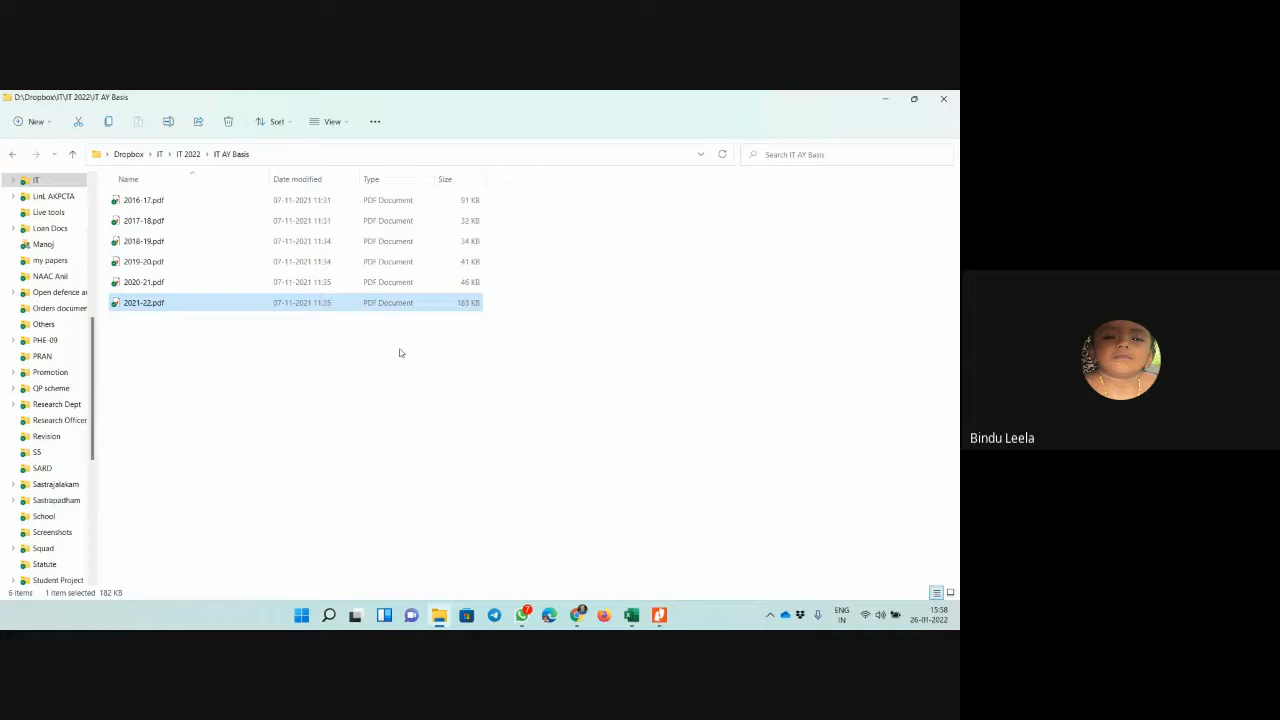 D:\Dropbox\IT\IT 2022\IT AY Basis
New
Sort
View
Dropbox > IT > IT 2022 > IT AY Basis
Search IT AY Basis
Name Date modified Type Size
2016-17.pdf 07-11-2021 11:31 PDF Document 91 KB
2017-18.pdf 07-11-2021 11:31 PDF Document 32 KB
2018-19.pdf 07-11-2021 11:34 PDF Document 34 KB
2019-20.pdf 07-11-2021 11:34 PDF Document 41 KB
2020-21.pdf 07-11-2021 11:35 PDF Document 46 KB
2021-22.pdf 07-11-2021 11:35 PDF Document 183 KB
IT
LinL AKPCTA
Live tools
Loan Docs
Manoj
my papers
NAAC Anil
Open defence a
Orders documer
Others
PHE-09
PRAN
Promotion
QP scheme
Research Dept
Research Officer
Revision
S5
SARD
Sastrajalakam
Sastrapadham
School
Screenshots
Squad
Statute
Student Project
6 items 1 item selected 182 KB
7
ENG
IN
15:58
26-01-2022
Bindu Leela